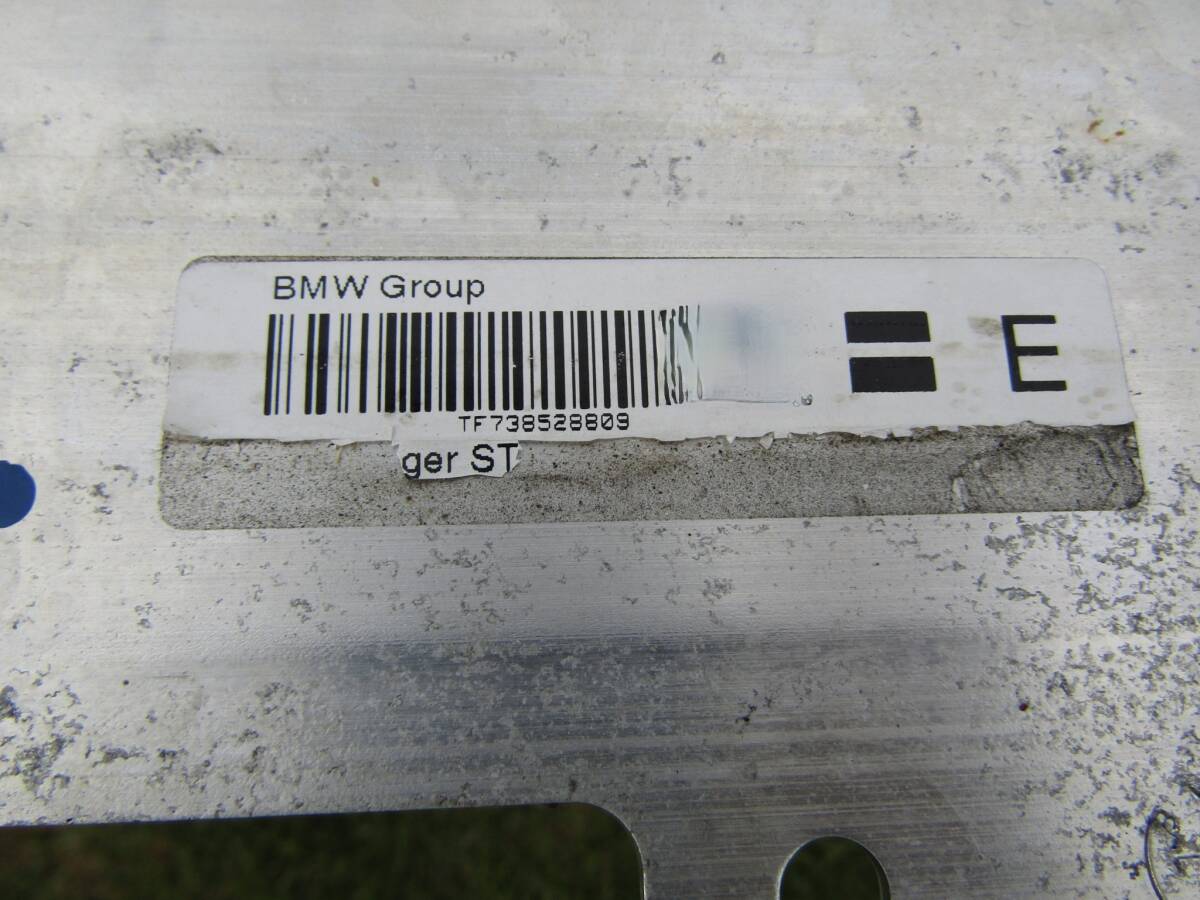 BMW Group
E
TF738528809
ger ST